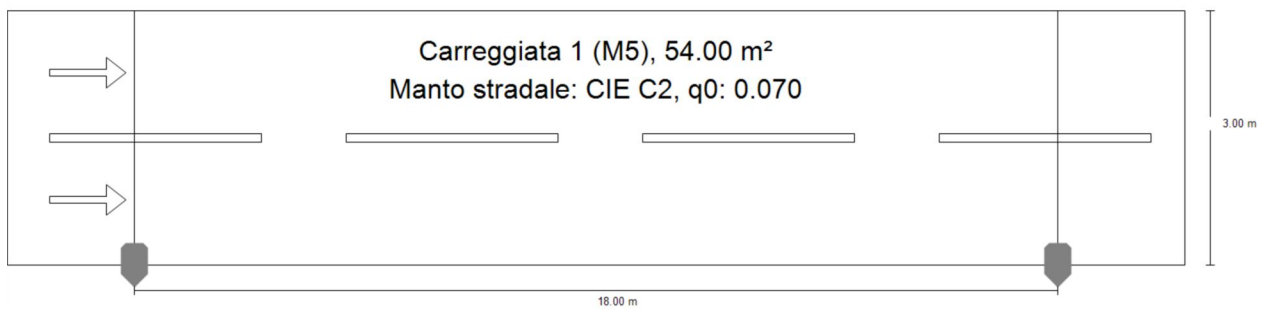 Carreggiata 1 (M5), 54.00 m²
Manto stradale: CIE C2, q0: 0.070
3.00 m
18.00 m